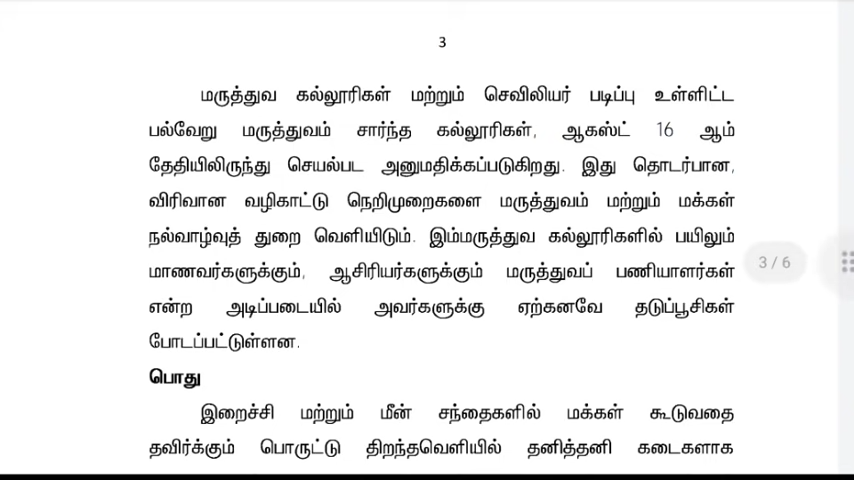 3
மருத்துவ கல்லூரிகள் மற்றும் செவிலியர் படிப்பு உள்ளிட்ட
பல்வேறு மருத்துவம் சார்ந்த கல்லூரிகள், ஆகஸ்ட் 16 ஆம்
தேதியிலிருந்து செயல்பட அனுமதிக்கப்படுகிறது. இது தொடர்பான,
விரிவான வழிகாட்டு நெறிமுறைகளை மருத்துவம் மற்றும் மக்கள்
நல்வாழ்வுத் துறை வெளியிடும். இம்மருத்துவ கல்லூரிகளில் பயிலும்
3 / 6
மாணவர்களுக்கும், ஆசிரியர்களுக்கும் மருத்துவப் பணியாளர்கள்
என்ற அடிப்படையில் அவர்களுக்கு ஏற்கனவே தடுப்பூசிகள்
போடப்பட்டுள்ளன.
பொது
இறைச்சி மற்றும் மீன் சந்தைகளில் மக்கள் கூடுவதை
தவிர்க்கும் பொருட்டு திறந்தவெளியில் தனித்தனி கடைகளாக